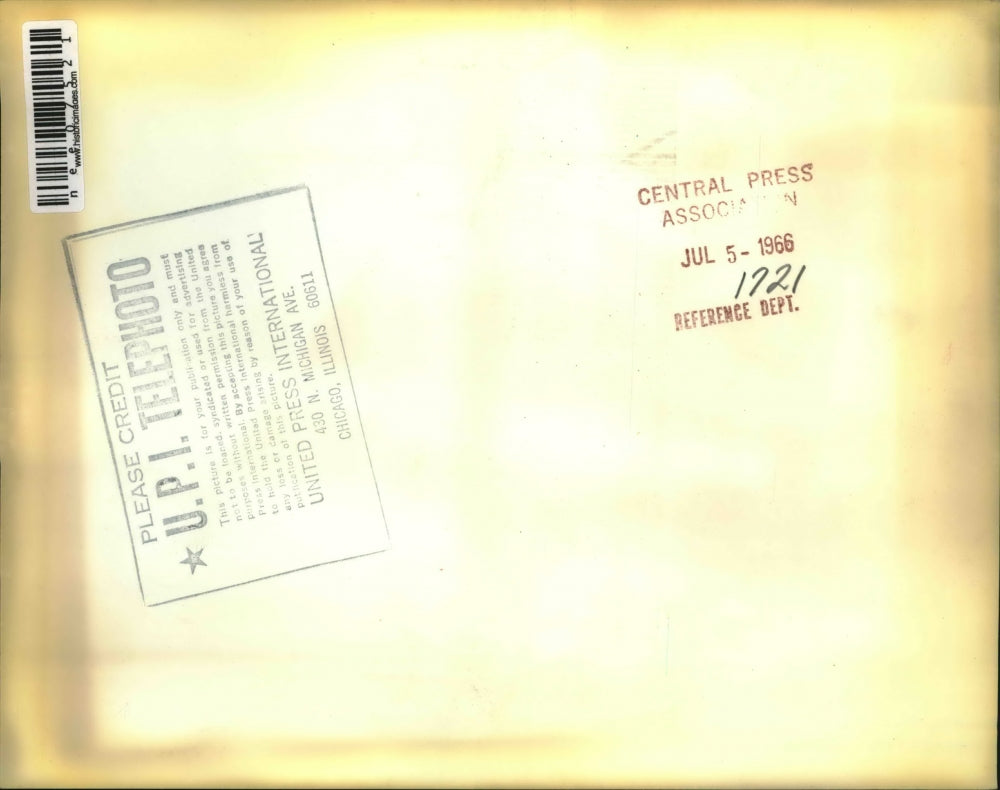 www.historicimages.com
PLEASE CREDIT
U.P.I. TELEPHOTO
This picture is for your publication only and must
not to be loaned, syndicated or used for advertising
purposes without written permission from the United
Press International. By accepting this picture you agree
to hold the United Press International harmless from
any loss or damage arising by reason of your use of
publication of this picture.
UNITED PRESS INTERNATIONAL
430 N. MICHIGAN AVE.
CHICAGO, ILLINOIS 60611
CENTRAL PRESS
JUL 5 - 1966
1721
REFERENCE DEPT.